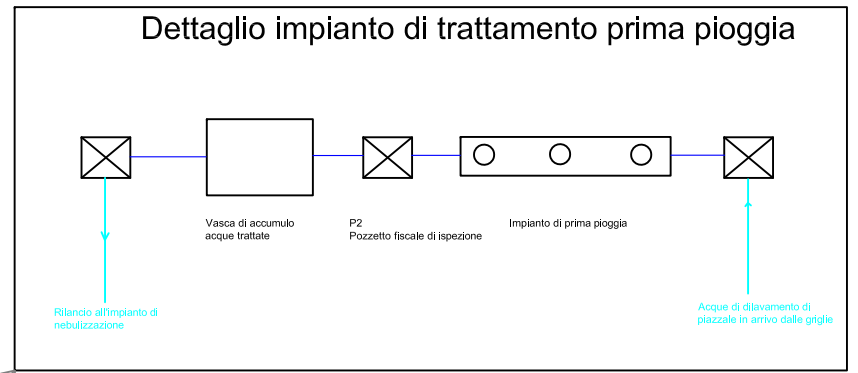 Dettaglio impianto di trattamento prima pioggia
Vasca di accumulo
acque trattate
P2
Pozzetto fiscale di ispezione
Impianto di prima pioggia
Rilancio all'impianto di
nebulizzazione
Acque di dilavamento di
piazzale in arrivo dalle griglie